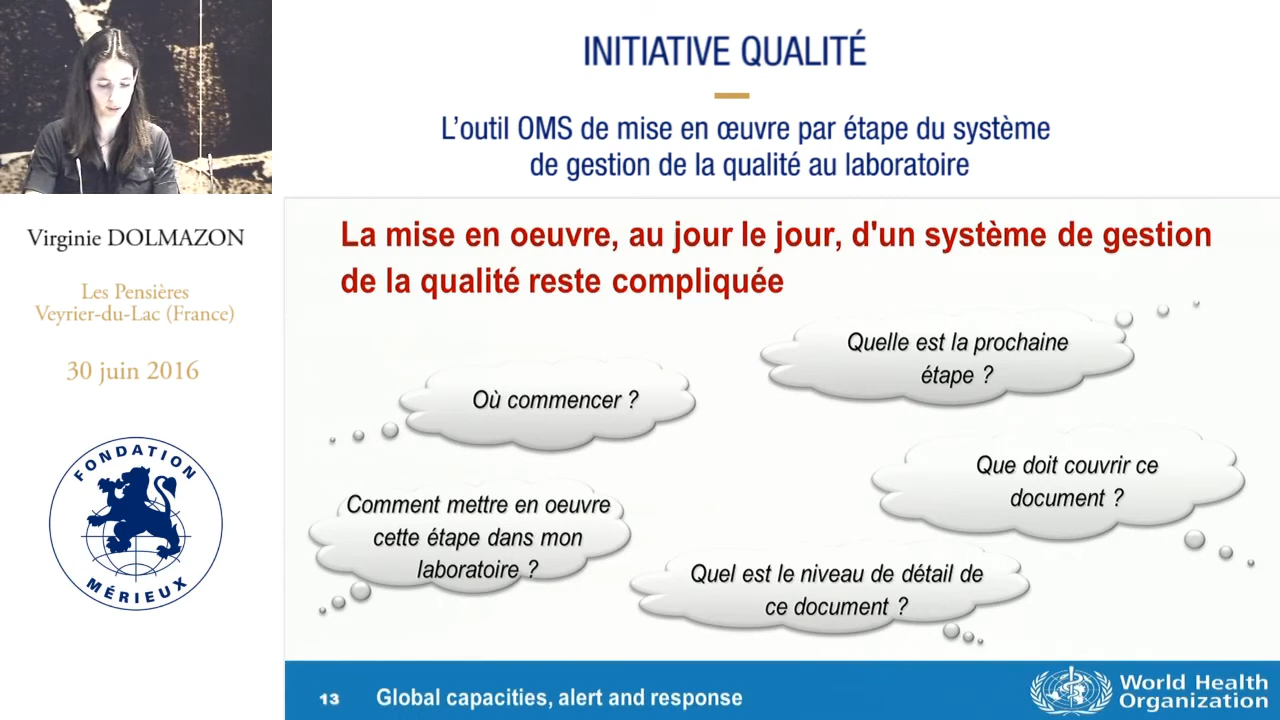 INITIATIVE QUALITÉ
L'outil OMS de mise en œuvre par étape du système
de gestion de la qualité au laboratoire
Virginie DOLMAZON
Les Pensières
Veyrier-du-Lac (France)
30 juin 2016
FONDATION
MÉRIEUX
La mise en oeuvre, au jour le jour, d'un système de gestion
de la qualité reste compliquée
Quelle est la prochaine
étape ?
Où commencer ?
Que doit couvrir ce
document ?
Comment mettre en oeuvre
cette étape dans mon
laboratoire ?
Quel est le niveau de détail de
ce document ?
13
Global capacities, alert and response
World Health
Organization